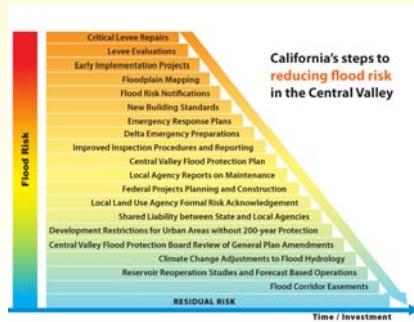 Critical Levee Repairs
Levee Evaluations
Early Implementation Projects
Floodplain Mapping
Flood Risk Notifications
New Building Standards
Emergency Response Plans
Delta Emergency Preparations
Improved Inspection Procedures and Reporting
Central Valley Flood Protection Plan
Local Agency Reports on Maintenance
Federal Projects Planning and Construction
Local Land Use Agency Formal Risk Acknowledgement
Shared Liability between State and Local Agencies
Development Restrictions for Urban Areas without 200-year Protection
Central Valley Flood Protection Board Review of General Plan Amendments
Climate Change Adjustments to Flood Hydrology
Reservoir Reoperation Studies and Forecast Based Operations
Flood Corridor Easements
RESIDUAL RISK
California's steps to
reducing flood risk
in the Central Valley
Flood Risk
Time / Investment